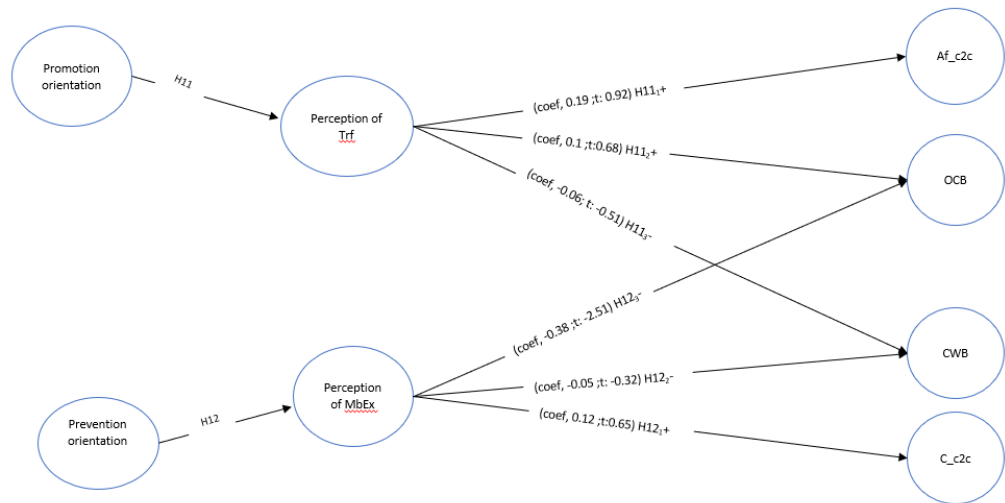 Promotion
orientation
H11
Perception of
Trf
(coef, 0.19 ;t: 0.92) H11₁+
Af_c2c
(coef, 0.1 ;t:0.68) H11₂+
OCB
(coef, -0.06; t: -0.51) H11₃-
(coef, -0.38 ;t: -2.51) H12₃-
CWB
Prevention
orientation
H12
Perception
of MbEx
(coef, -0.05 ;t: -0.32) H12₂-
(coef, 0.12 ;t:0.65) H12₁+
C_c2c